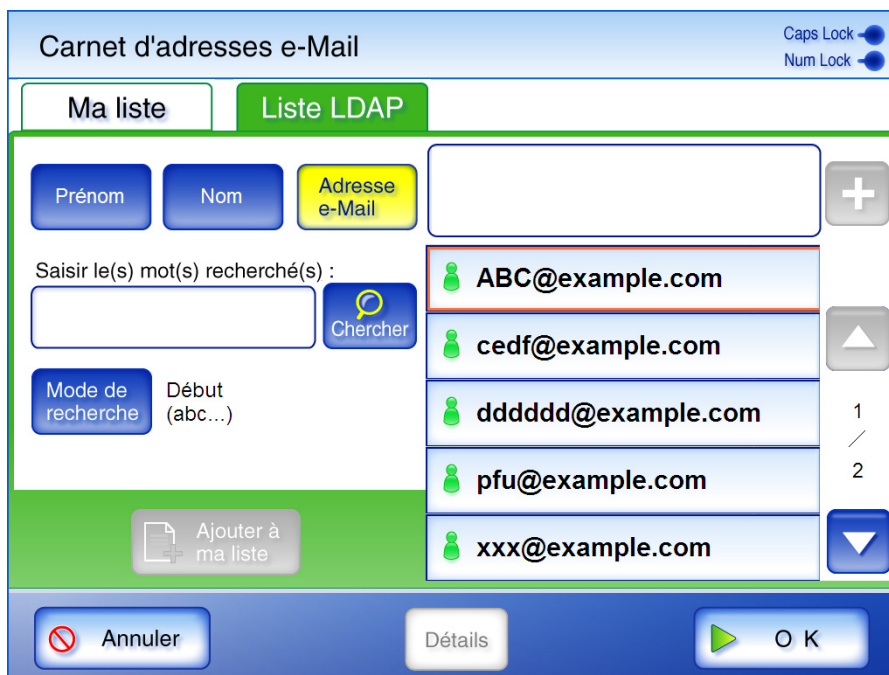 Carnet d'adresses e-Mail
Caps Lock
Num Lock
Ma liste
Liste LDAP
Prénom
Nom
Adresse
e-Mail
Saisir le(s) mot(s) recherché(s) :
Chercher
Mode de
recherche
Début
(abc...)
ABC@example.com
cedf@example.com
dddddd@example.com
pfu@example.com
xxx@example.com
1
/
2
Ajouter à
ma liste
Annuler
Détails
O K